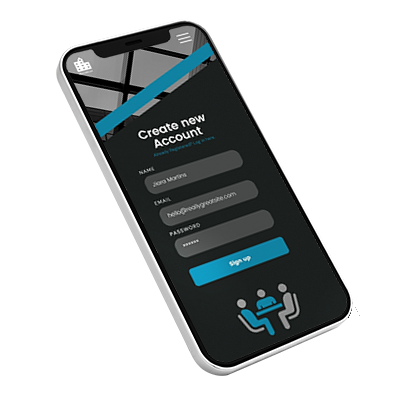 Create new
Account
Already Registered? Log in here.
NAME
Jiara Martins
EMAIL
hello@reallygreatsite.com
PASSWORD
••••••
Sign up